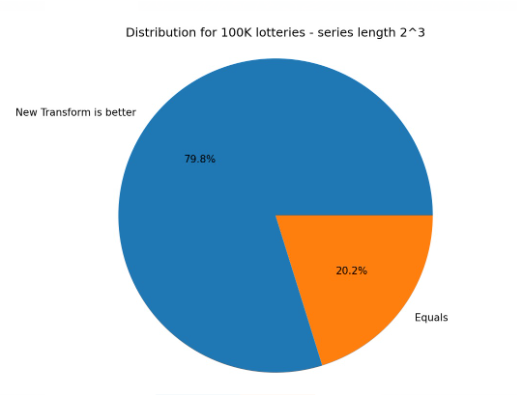 Distribution for 100K lotteries - series length 2^3
New Transform is better
79.8%
20.2%
Equals